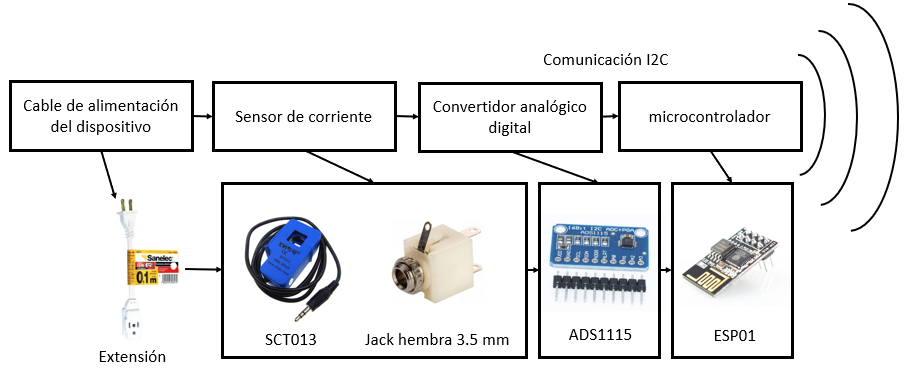 Comunicación I2C
Cable de alimentación
del dispositivo
Sensor de corriente
Convertidor analógico
digital
microcontrolador
Sanelec
0.1m
16Bit I2C ADC+PGA
ADS1115
SCT013
Jack hembra 3.5 mm
ADS1115
ESP01
Extensión